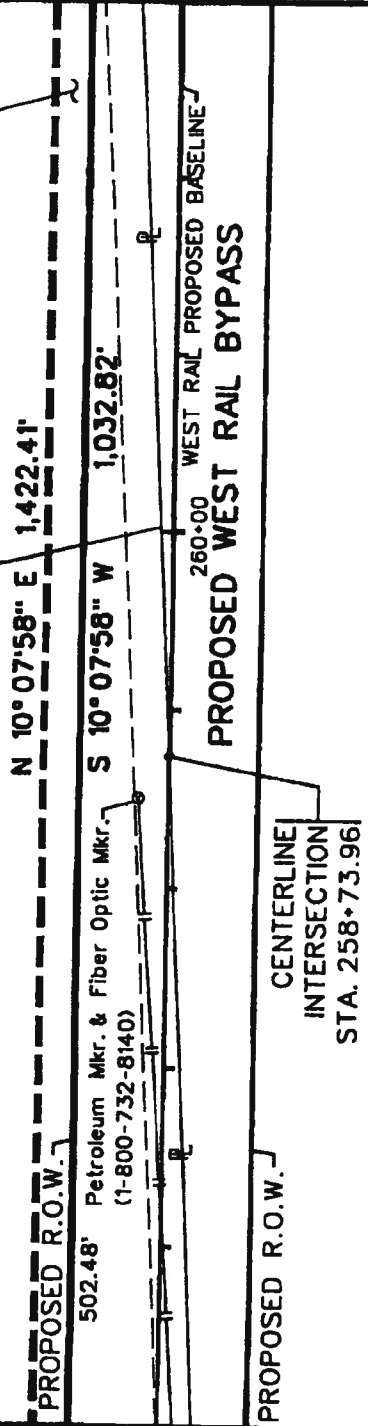 N 10°07'58" E 1,422.41'
PROPOSED R.O.W.
S 10°07'58" W 1,032.82'
502.48'
Petroleum Mkr. & Fiber Optic Mkr.
(1-800-732-8140)
PL
PL
260+00
WEST RAIL PROPOSED BASELINE
PROPOSED WEST RAIL BYPASS
CENTERLINE
INTERSECTION
STA. 258+73.96
PROPOSED R.O.W.